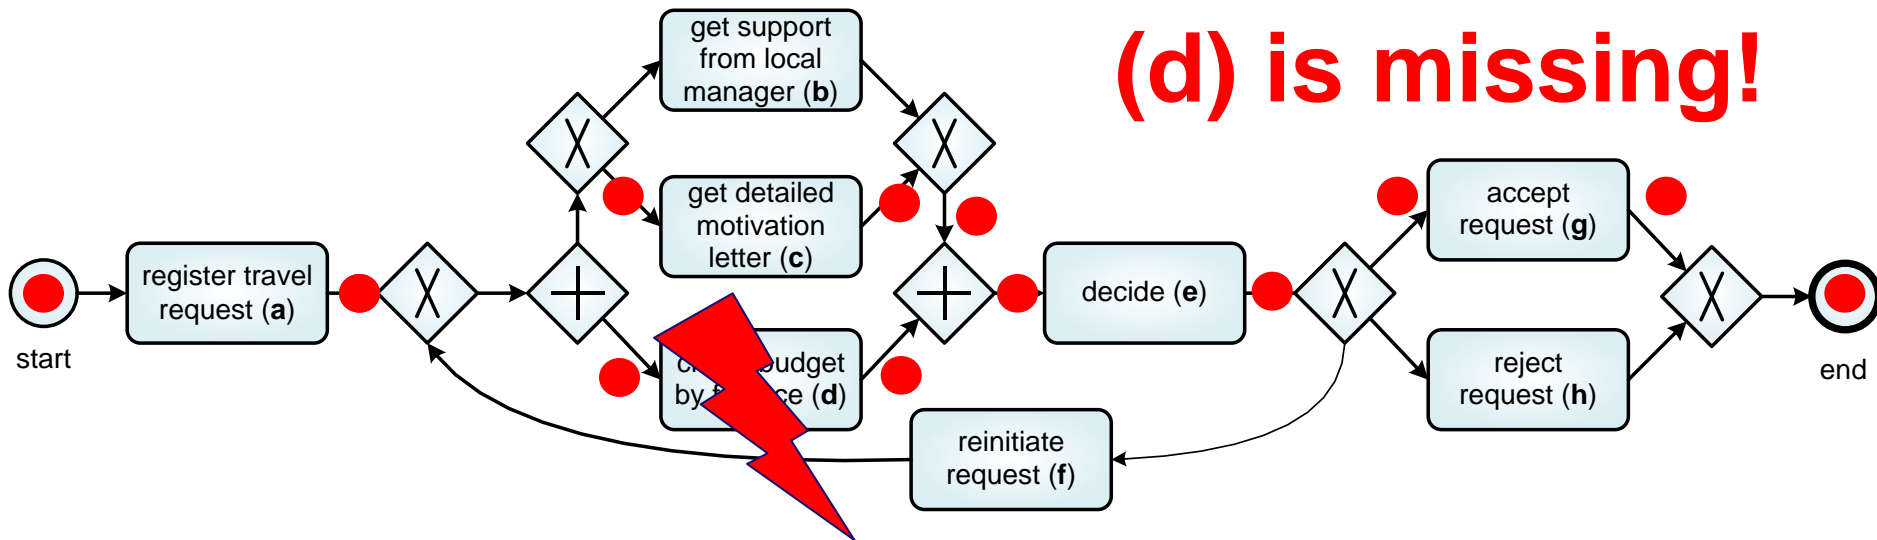 get support
from local
manager (b)
(d) is missing!
get detailed
motivation
letter (c)
accept
request (g)
register travel
request (a)
decide (e)
start
budget
by (d)
reject
request (h)
end
reinitiate
request (f)